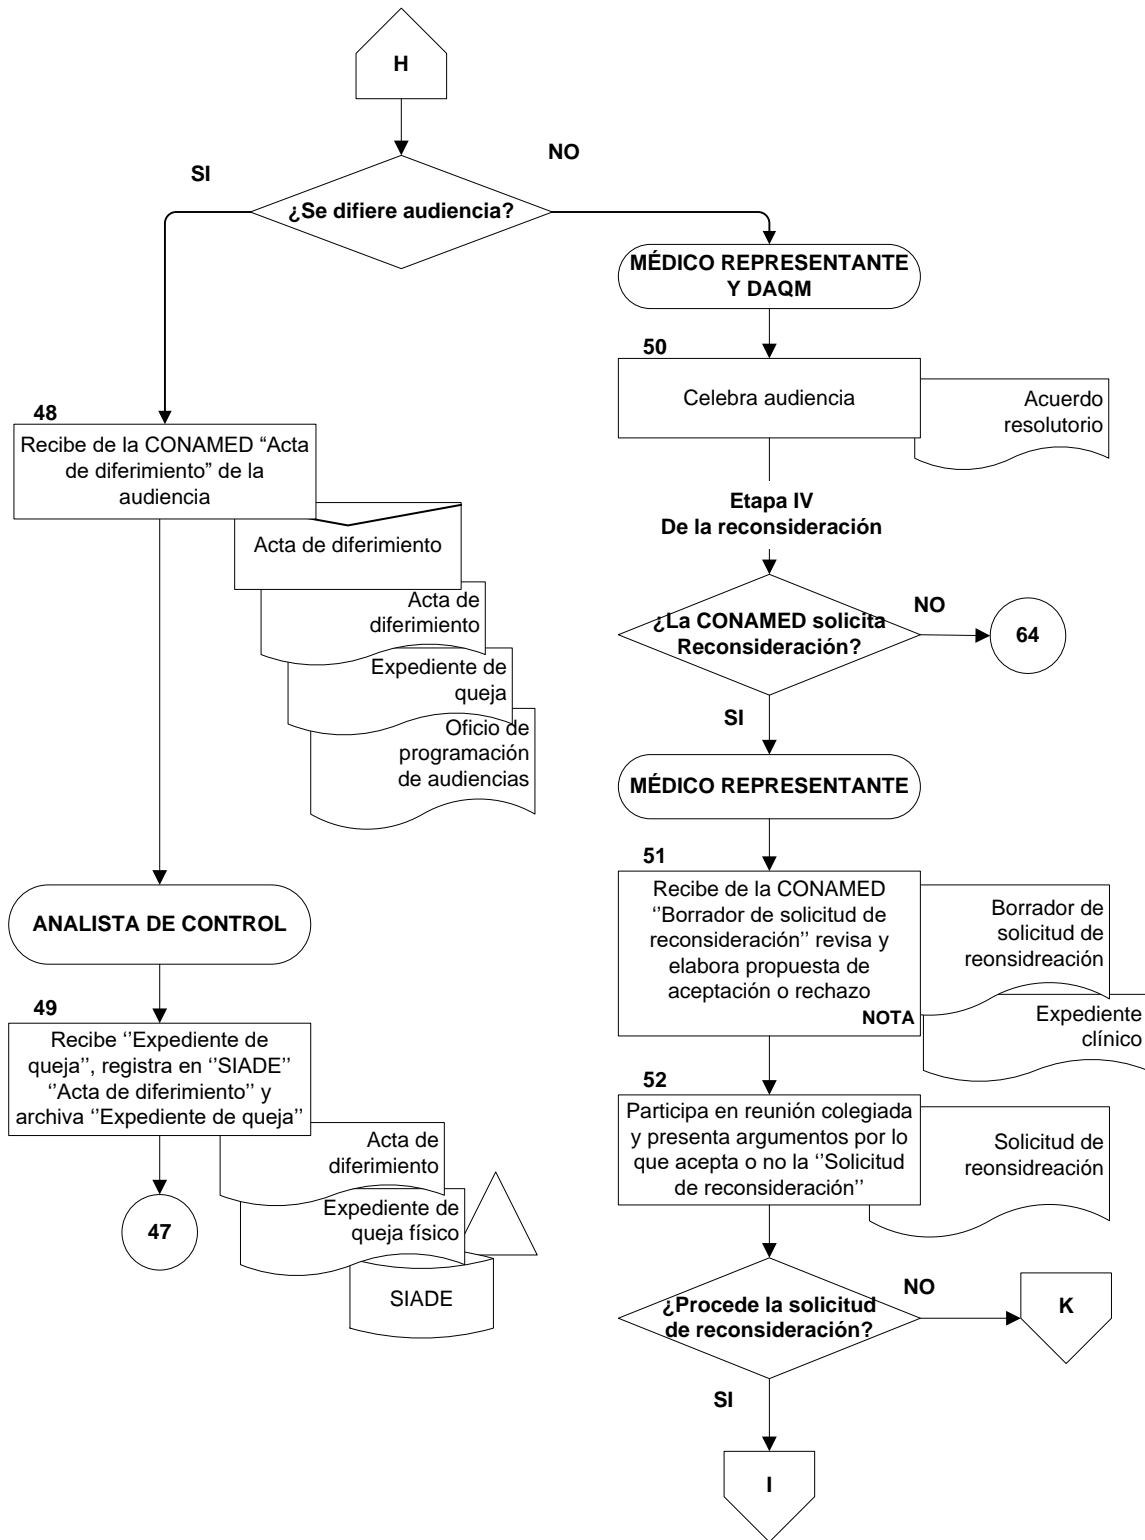 H
¿Se difiere audiencia?
SI
NO
48
Recibe de la CONAMED “Acta
de diferimiento” de la
audiencia
Acta de diferimiento
Acta de
diferimiento
Expediente de
queja
Oficio de
programación
de audiencias
ANALISTA DE CONTROL
49
Recibe ‘‘Expediente de
queja’’, registra en ‘‘SIADE’’
‘‘Acta de diferimiento’’ y
archiva ‘‘Expediente de queja’’
Acta de
diferimiento
Expediente de
queja físico
SIADE
47
MÉDICO REPRESENTANTE
Y DAQM
50
Celebra audiencia
Acuerdo
resolutorio
Etapa IV
De la reconsideración
¿La CONAMED solicita
Reconsideración?
NO
64
SI
MÉDICO REPRESENTANTE
51
Recibe de la CONAMED
‘‘Borrador de solicitud de
reconsideración’’ revisa y
elabora propuesta de
aceptación o rechazo
NOTA
Borrador de
solicitud de
reonsidreación
Expediente
clínico
52
Participa en reunión colegiada
y presenta argumentos por lo
que acepta o no la ‘‘Solicitud
de reconsideración’’
Solicitud de
reonsidreación
¿Procede la solicitud
de reconsideración?
NO
K
SI
I